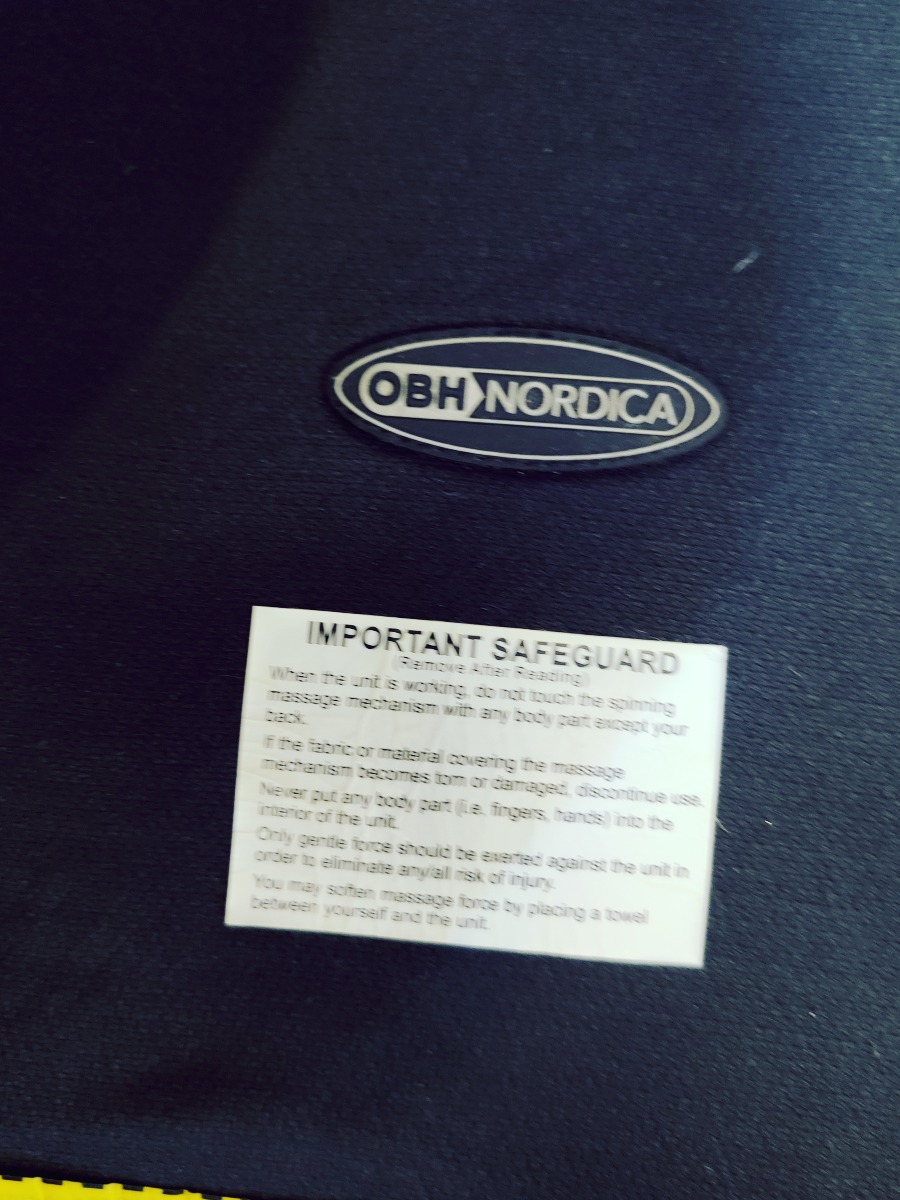 OBH NORDICA
IMPORTANT SAFEGUARD
(Remove After Reading)
When the unit is working, do not touch the spinning
massage mechanism with any body part except your
back.
If the fabric or material covering the massage
mechanism becomes torn or damaged, discontinue use.
Never put any body part (i.e. fingers, hands) into the
interior of the unit.
Only gentle force should be exerted against the unit in
order to eliminate any/all risk of injury.
You may soften massage force by placing a towel
between yourself and the unit.